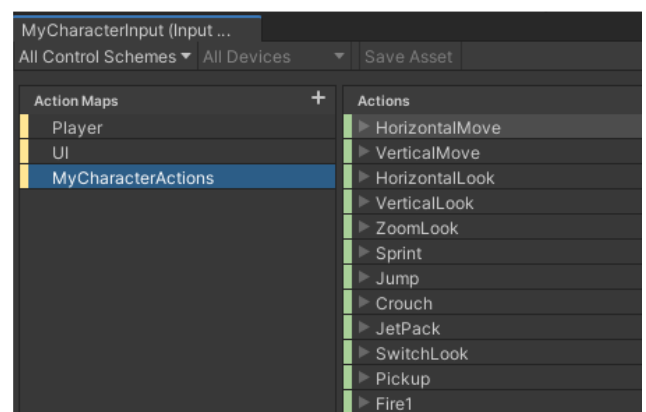 MyCharacterInput (Input ...
All Control Schemes All Devices Save Asset
Action Maps +
Player
UI
MyCharacterActions
Actions
HorizontalMove
VerticalMove
HorizontalLook
VerticalLook
ZoomLook
Sprint
Jump
Crouch
JetPack
SwitchLook
Pickup
Fire1